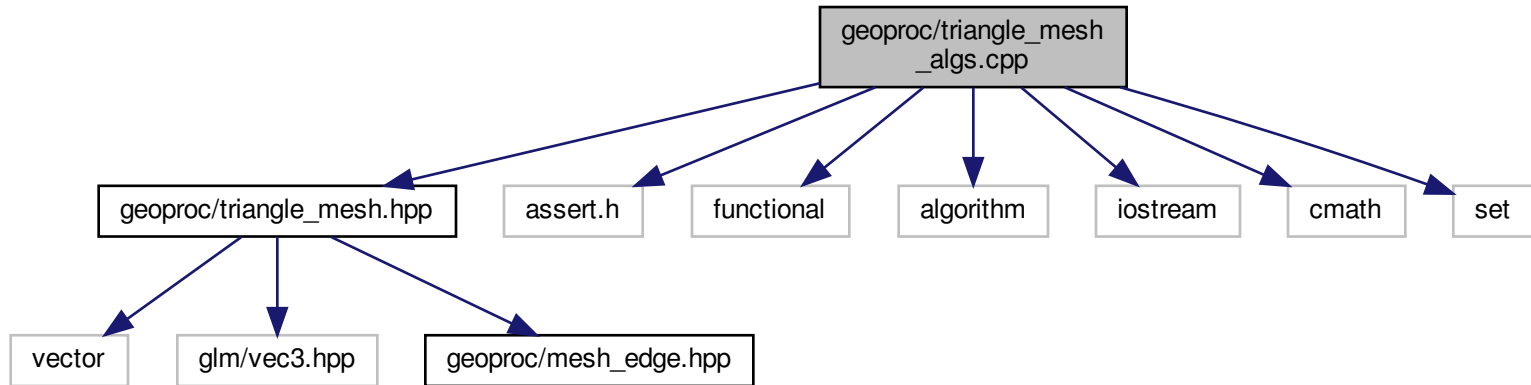 geoproc/triangle_mesh
_algs.cpp
geoproc/triangle_mesh.hpp
assert.h
functional
algorithm
iostream
cmath
set
vector
glm/vec3.hpp
geoproc/mesh_edge.hpp